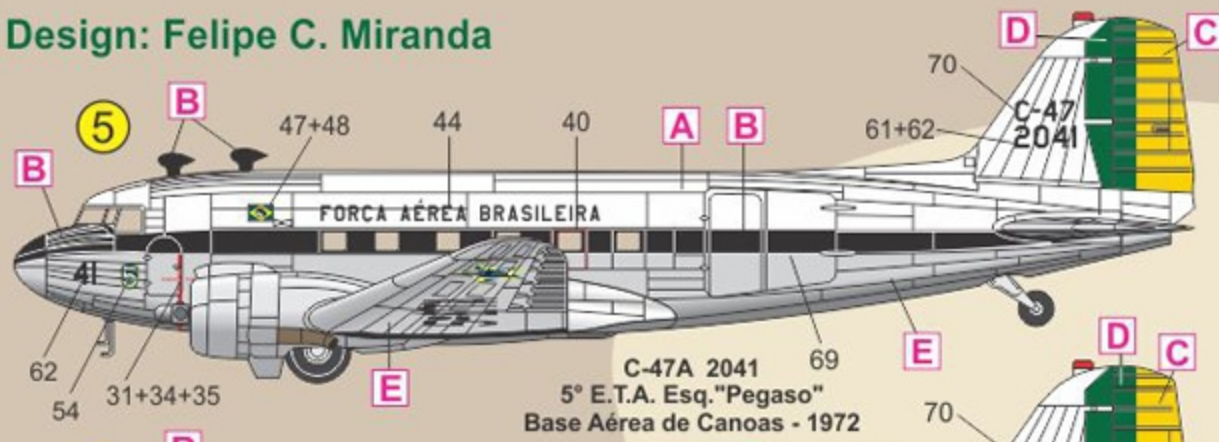 Design: Felipe C. Miranda
D
C
B
5
47+48
44
40
A
B
70
61+62
C-47
2041
B
FORÇA AÉREA BRASILEIRA
41
5
62
54
31+34+35
E
C-47A 2041
5° E.T.A. Esq."Pegaso"
Base Aérea de Canoas - 1972
69
E
D
C
70